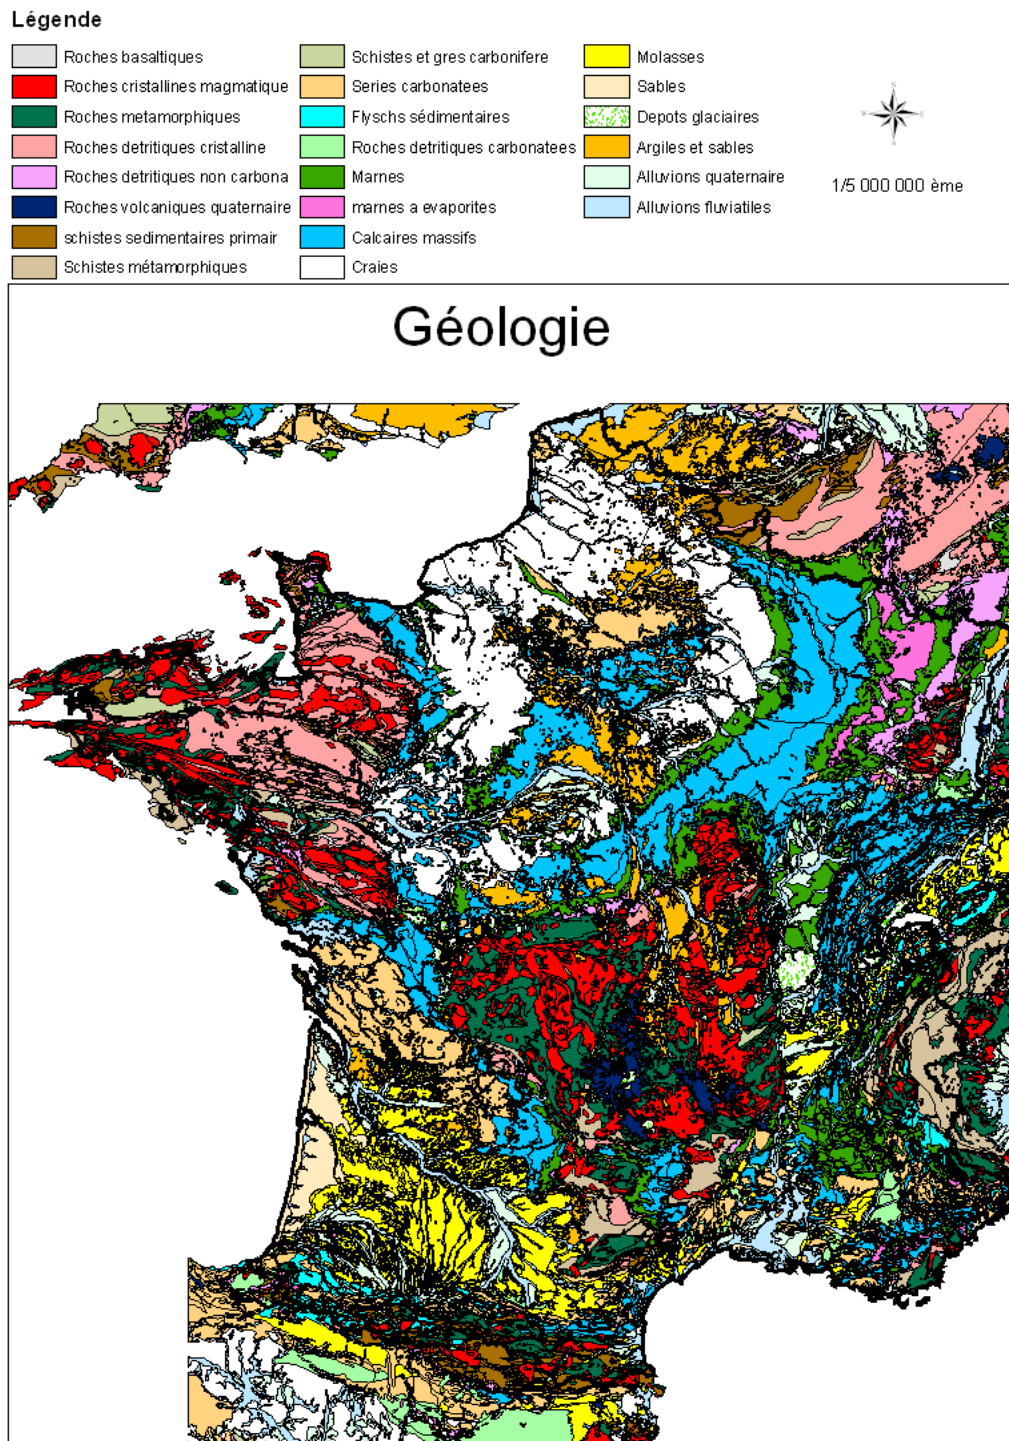 Légende
Roches basaltiques
Roches cristallines magmatique
Roches metamorphiques
Roches detritiques cristalline
Roches detritiques non carbona
Roches volcaniques quaternaire
schistes sedimentaires primair
Schistes métamorphiques
Schistes et gres carbonifere
Series carbonatees
Flyschs sédimentaires
Roches detritiques carbonatees
Marnes
marnes a evaporites
Calcaires massifs
Craies
Molasses
Sables
Depots glaciaires
Argiles et sables
Alluvions quaternaire
Alluvions fluviatiles
1/5 000 000 ème
Géologie